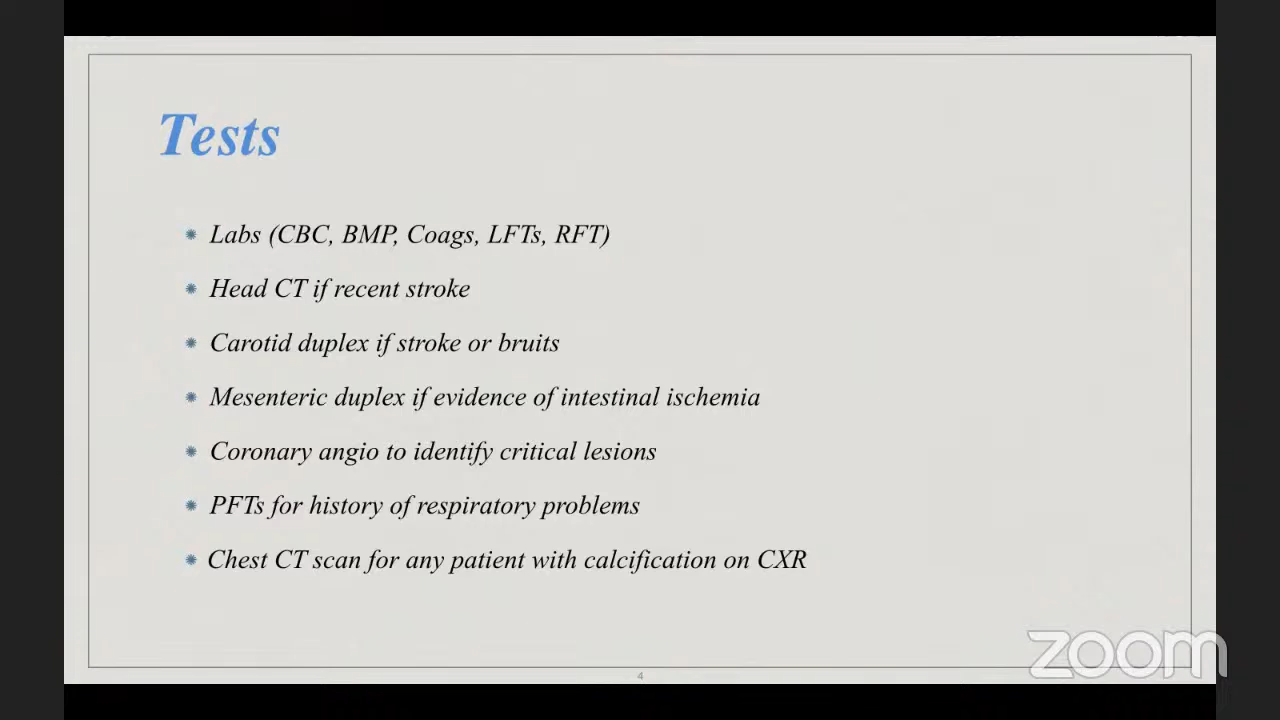 Tests
Labs (CBC, BMP, Coags, LFTs, RFT)
Head CT if recent stroke
Carotid duplex if stroke or bruits
Mesenteric duplex if evidence of intestinal ischemia
Coronary angio to identify critical lesions
PFTs for history of respiratory problems
Chest CT scan for any patient with calcification on CXR
zoom
4